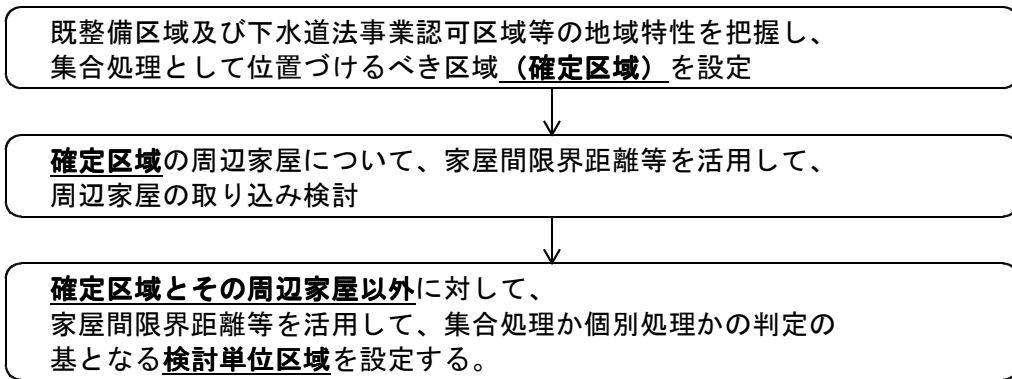 既整備区域及び下水道法事業認可区域等の地域特性を把握し、
集合処理として位置づけるべき区域（確定区域）を設定
確定区域の周辺家屋について、家屋間限界距離等を活用して、
周辺家屋の取り込み検討
確定区域とその周辺家屋以外に対して、
家屋間限界距離等を活用して、集合処理か個別処理かの判定の
基となる検討単位区域を設定する。